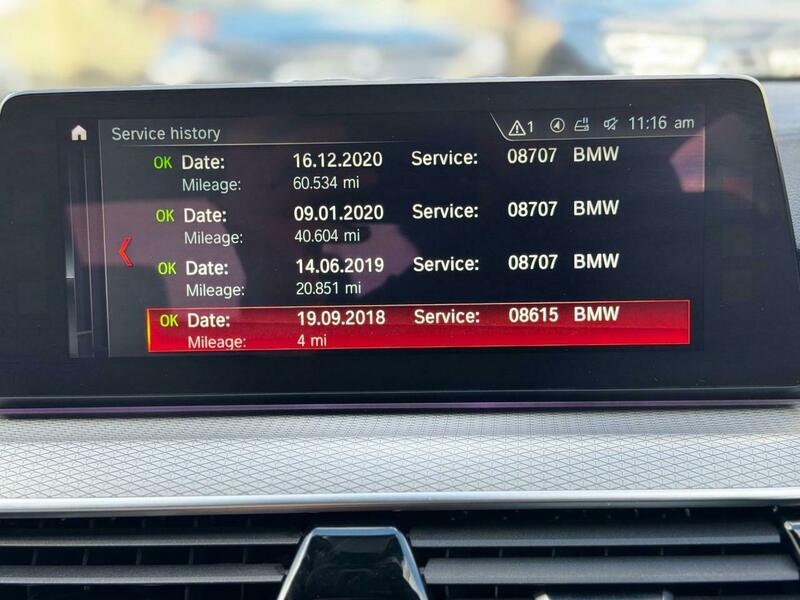 Service history 1 11:16 am
OK Date: 16.12.2020 Service: 08707 BMW
Mileage: 60.534 mi
OK Date: 09.01.2020 Service: 08707 BMW
Mileage: 40.604 mi
OK Date: 14.06.2019 Service: 08707 BMW
Mileage: 20.851 mi
OK Date: 19.09.2018 Service: 08615 BMW
Mileage: 4 mi